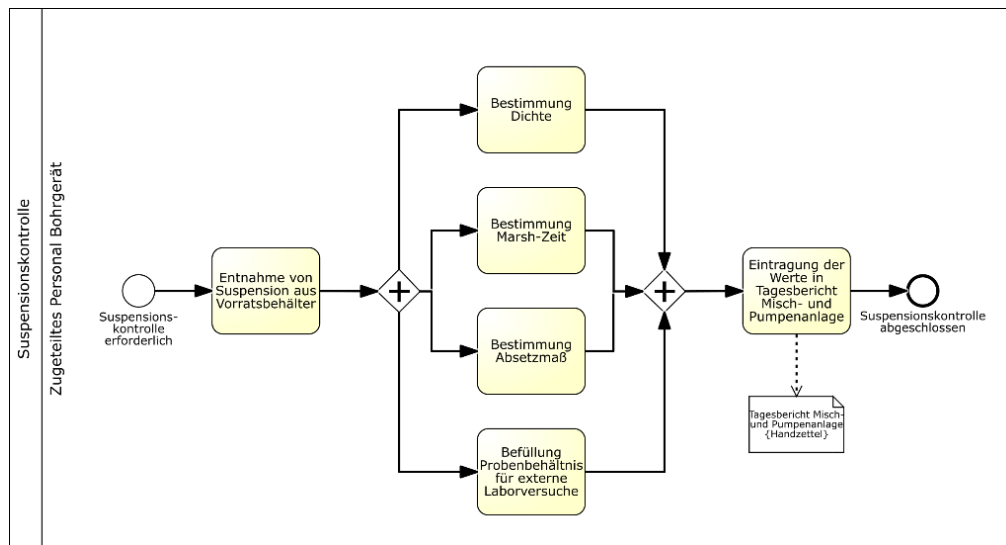 Suspensionskontrolle
Zugeteiltes Personal Bohrgerät
Suspensions-
kontrolle
erforderlich
Entnahme von
Suspension aus
Vorratsbehälter
Bestimmung
Dichte
Bestimmung
Marsh-Zeit
Bestimmung
Absetzmaß
Befüllung
Probenbehältnis
für externe
Laborversuche
Eintragung der
Werte in
Tagesbericht
Misch- und
Pumpenanlage
Suspensionskontrolle
abgeschlossen
Tagesbericht Misch-
und Pumpenanlage
{Handzettel}